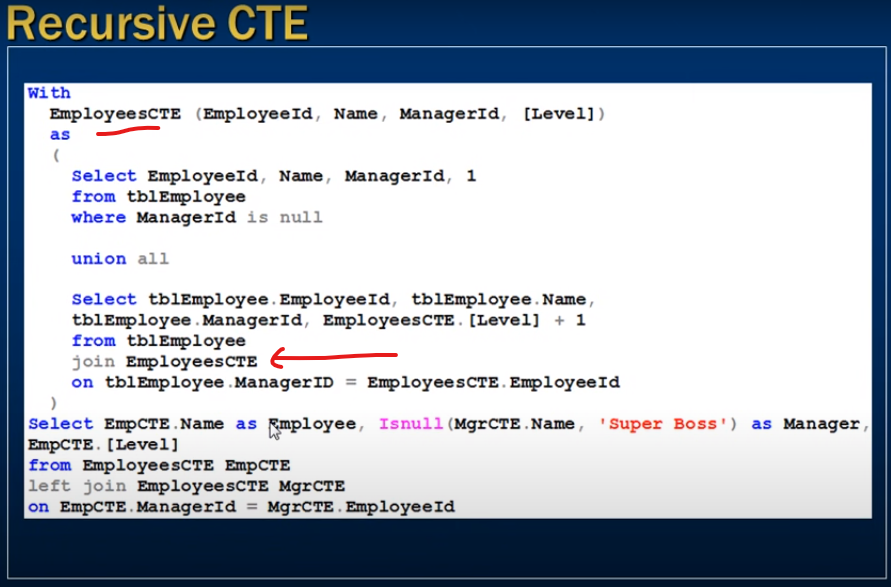 Recursive CTE
With
EmployeesCTE (EmployeeId, Name, ManagerId, [Level])
as
(
Select EmployeeId, Name, ManagerId, 1
from tblEmployee
where ManagerId is null
union all
Select tblEmployee.EmployeeId, tblEmployee.Name,
tblEmployee.ManagerId, EmployeesCTE.[Level] + 1
from tblEmployee
join EmployeesCTE
on tblEmployee.ManagerID = EmployeesCTE.EmployeeId
)
Select EmpCTE.Name as Employee, Isnull(MgrCTE.Name, 'Super Boss') as Manager,
EmpCTE.[Level]
from EmployeesCTE EmpCTE
left join EmployeesCTE MgrCTE
on EmpCTE.ManagerId = MgrCTE.EmployeeId